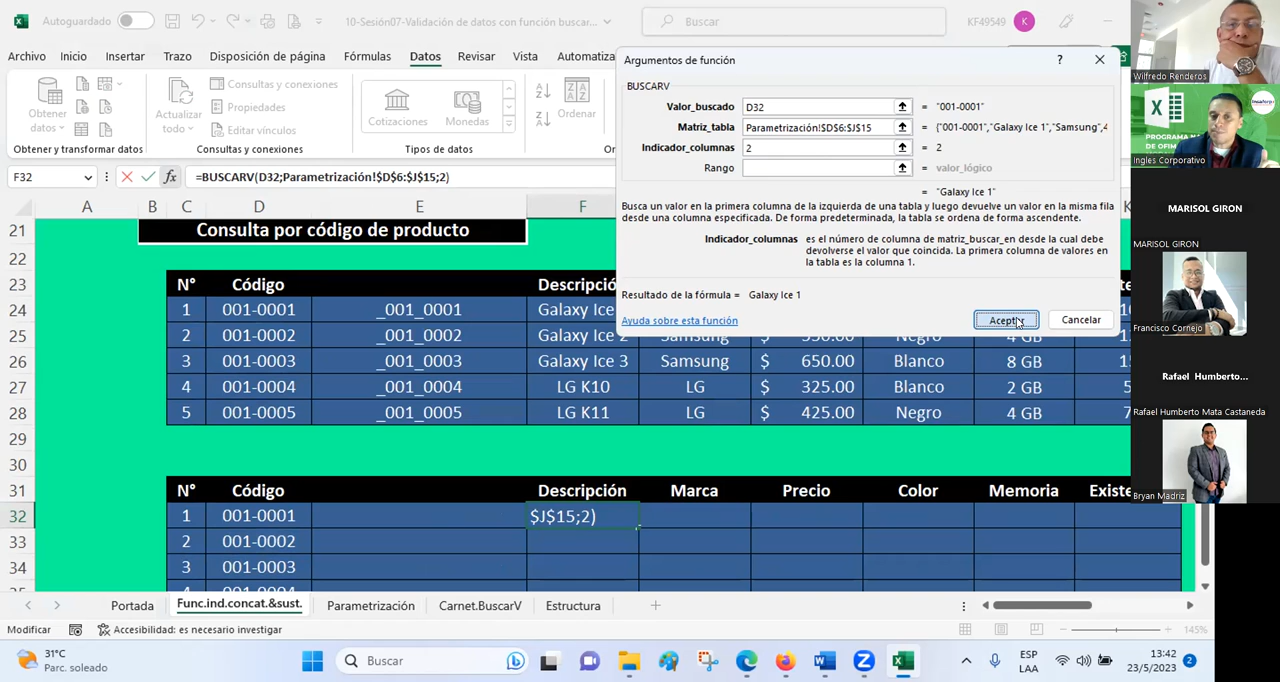 Autoguardado
10-Sesión07-Validación de datos con función buscar...
Buscar
KF49549
K
Archivo Inicio Insertar Trazo Disposición de página Fórmulas Datos Revisar Vista Automatiza
Obtener datos
Actualizar todo
Consultas y conexiones
Propiedades
Editar vínculos
Cotizaciones
Monedas
Ordenar
Obtener y transformar datos
Consultas y conexiones
Tipos de
Argumentos de función
?
BUSCARV
Valor_buscado D32 = "001-0001"
Matriz_tabla Parametrización!$D$6:$J$15 = {"001-0001","Galaxy Ice 1","Samsung",4
Indicador_columnas 2 = 2
Rango = valor_lógico
= "Galaxy Ice 1"
Busca un valor en la primera columna de la izquierda de una tabla y luego devuelve un valor en la misma fila
desde una columna especificada. De forma predeterminada, la tabla se ordena de forma ascendente.
Indicador_columnas es el número de columna de matriz_buscar_en desde la cual debe
devolverse el valor que coincida. La primera columna de valores en
la tabla es la columna 1.
Resultado de la fórmula = Galaxy Ice 1
Ayuda sobre esta función
Aceptar
Cancelar
F32
fx
=BUSCARV(D32;Parametrización!$D$6:$J$15;2)
A B C D E F
21 Consulta por código de producto
22
23 N° Código Descripció
24 1 001-0001 _001_0001 Galaxy Ice
25 2 001-0002 _001_0002 Negro 4 GB
26 3 001-0003 _001_0003 Galaxy Ice 3 Samsung $ 650.00 Blanco 8 GB
27 4 001-0004 _001_0004 LG K10 LG $ 325.00 Blanco 2 GB 5
28 5 001-0005 _001_0005 LG K11 LG $ 425.00 Negro 4 GB 7
29
30
31 N° Código Descripción Marca Precio Color Memoria Existe
32 1 001-0001 $J$15;2)
33 2 001-0002
34 3 001-0003
Portada Func.ind.concat.&sust. Parametrización Carnet.BuscarV Estructura
Modificar
Accesibilidad: es necesario investigar
145%
31°C
Parc. soleado
Buscar
ESP
LAA
13:42
23/5/2023
2
Wilfredo Renderos
PROGRAMA
DE OFIM
Ingles Corporativo
MARISOL GIRON
MARISOL GIRON
Francisco Cornejo
Rafael Humberto...
Rafael Humberto Mata Castaneda
Bryan Madriz